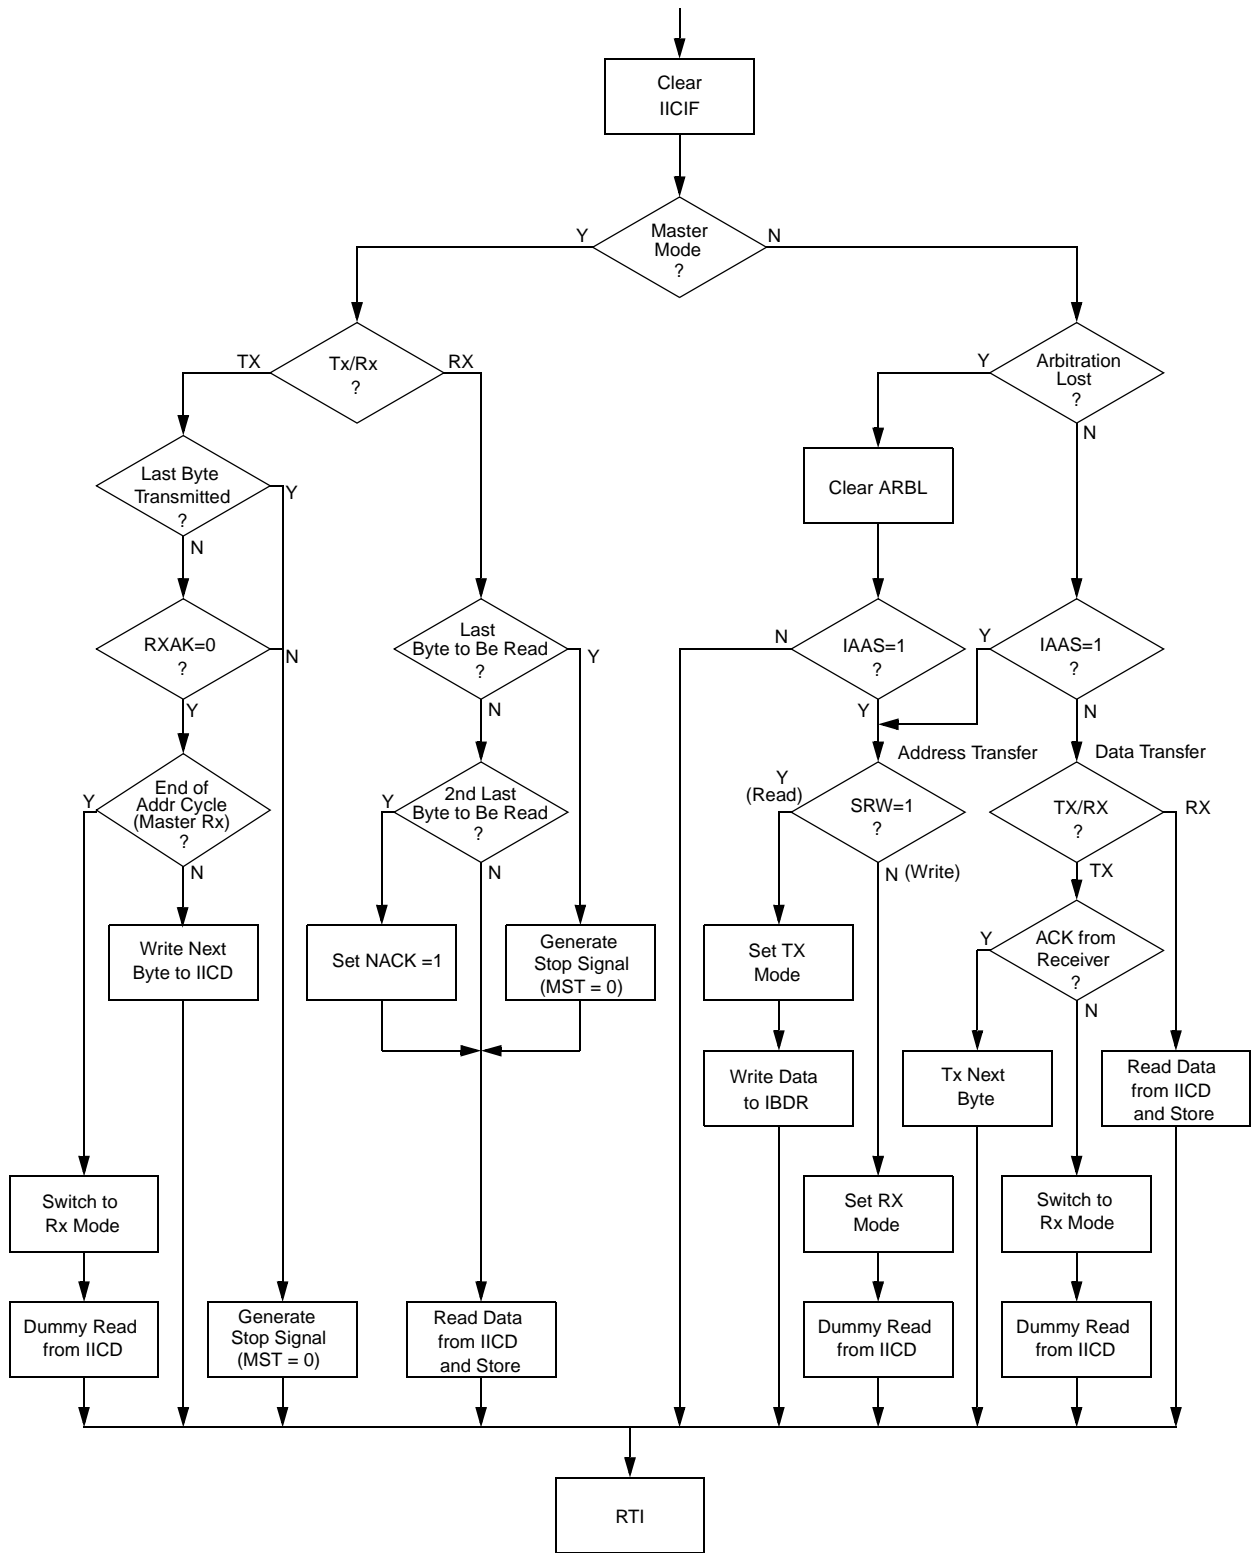 Clear
IICIF
Master
Mode
?
Y
N
Tx/Rx
?
TX
RX
Arbitration
Lost
?
Y
N
Last Byte
Transmitted
?
Y
N
Clear ARBL
RXAK=0
?
N
Y
Last
Byte to Be Read
?
Y
N
IAAS=1
?
N
Y
IAAS=1
?
Y
N
Address Transfer
Data Transfer
End of
Addr Cycle
(Master Rx)
?
Y
N
2nd Last
Byte to Be Read
?
Y
N
Y
(Read)
SRW=1
?
N (Write)
TX/RX
?
RX
TX
Write Next
Byte to IICD
Set NACK =1
Generate
Stop Signal
(MST = 0)
Set TX
Mode
ACK from
Receiver
?
Y
N
Write Data
to IBDR
Tx Next
Byte
Read Data
from IICD
and Store
Switch to
Rx Mode
Set RX
Mode
Switch to
Rx Mode
Dummy Read
from IICD
Generate
Stop Signal
(MST = 0)
Read Data
from IICD
and Store
Dummy Read
from IICD
Dummy Read
from IICD
RTI